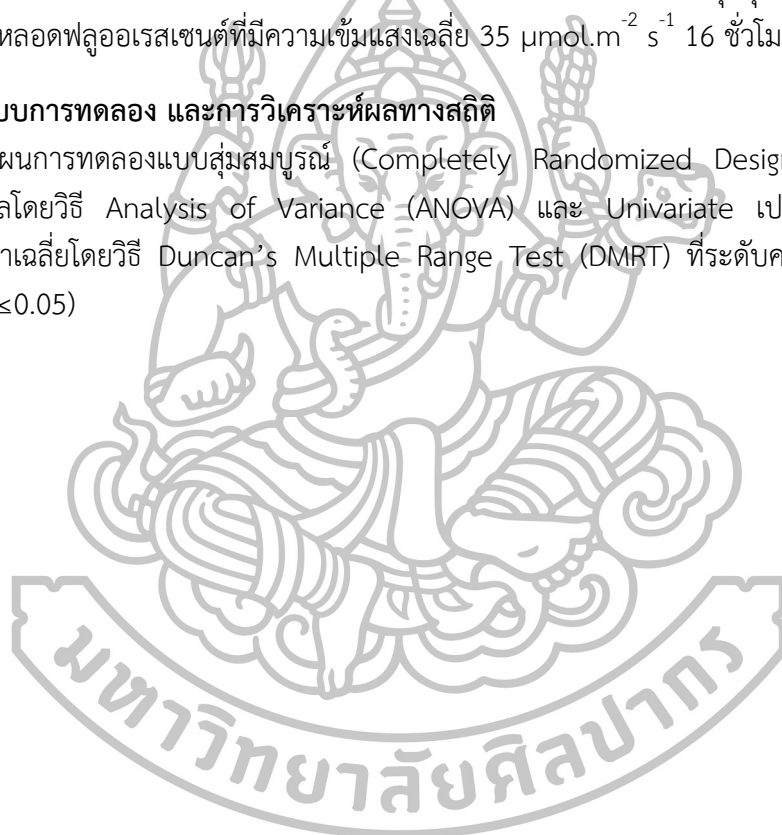 หลอดฟลูออเรสเซนต์ที่มีความเข้มแสงเฉลี่ย 35 µmol.m⁻² s⁻¹ 16 ชั่วโม
บบการทดลอง และการวิเคราะห์ผลทางสถิติ
ผนการทดลองแบบสุ่มสมบูรณ์ (Completely Randomized Desig
ลโดยวิธี Analysis of Variance (ANOVA) และ Univariate เป
าเฉลี่ยโดยวิธี Duncan's Multiple Range Test (DMRT) ที่ระดับค
≤0.05)
มหาวิทยาลัยศิลปากร